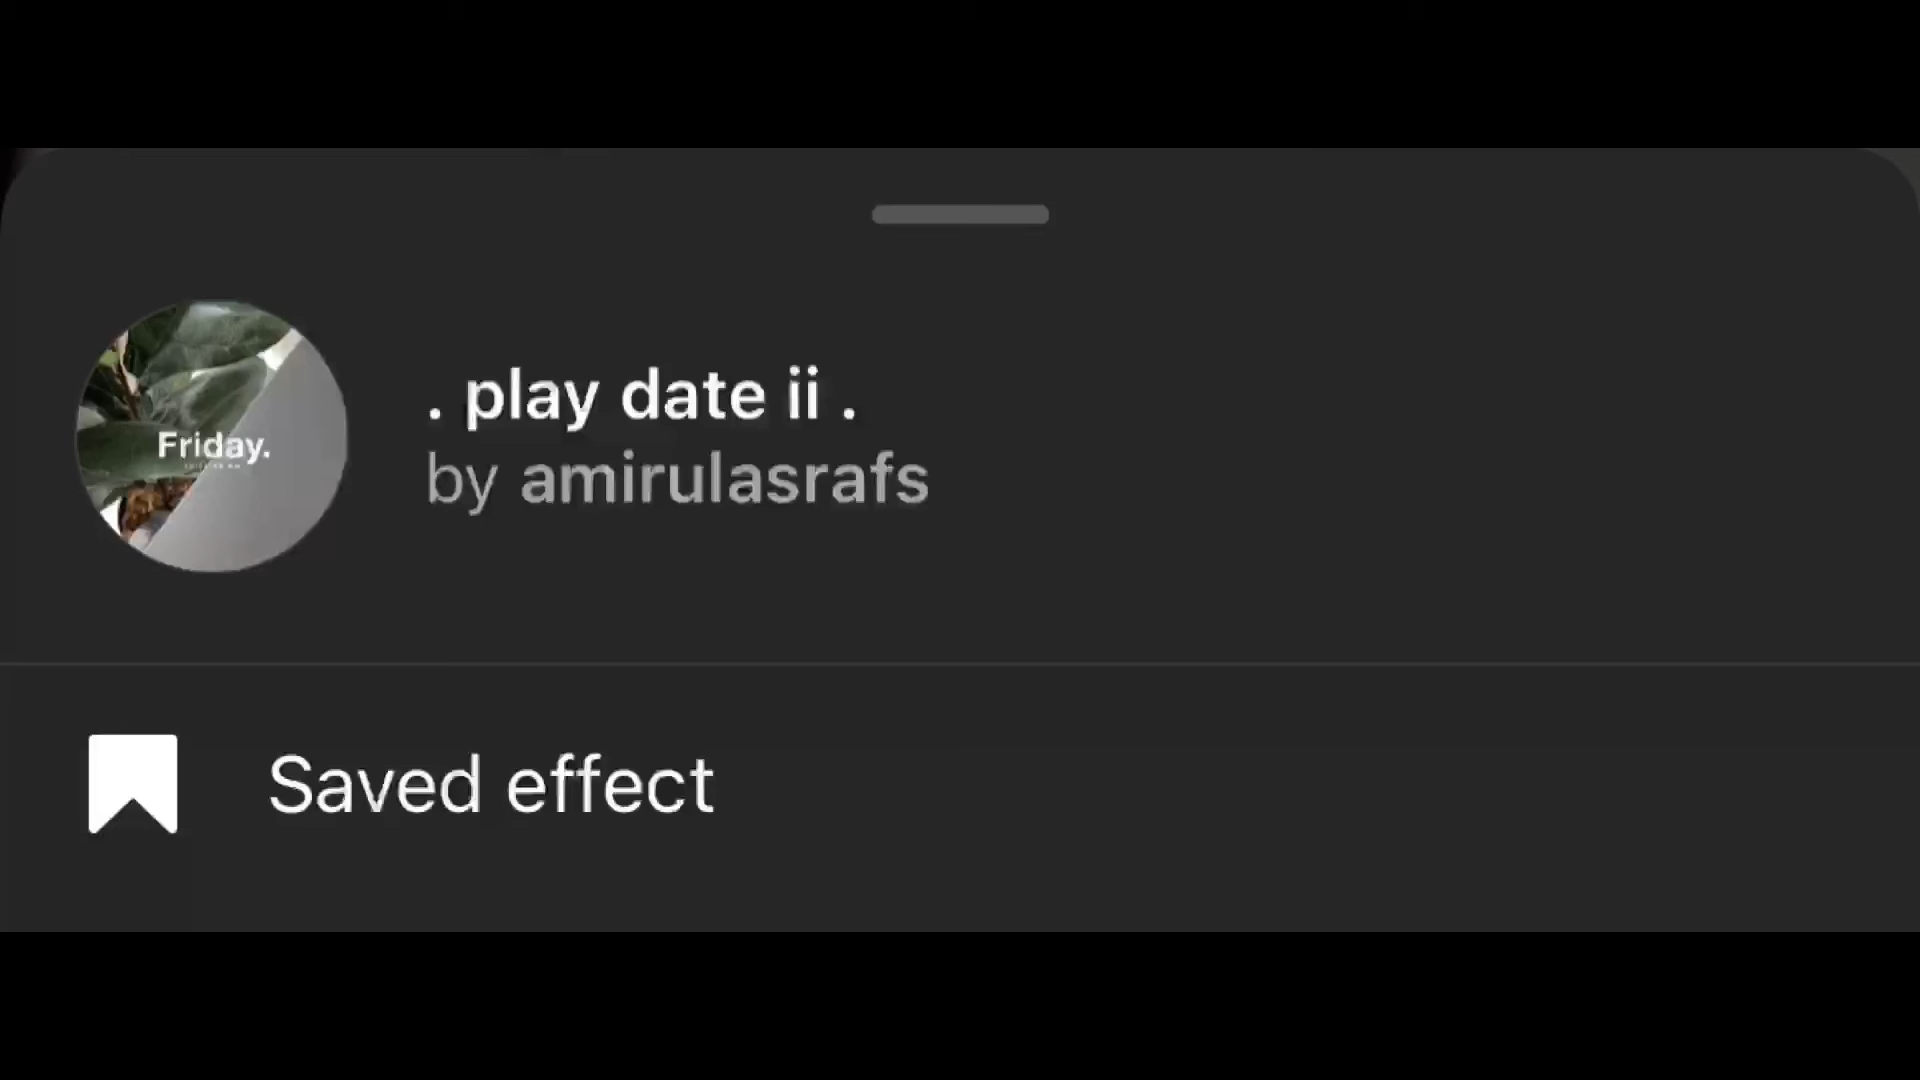 . play date ii .
by amirulasrafs
Friday.
Saved effect